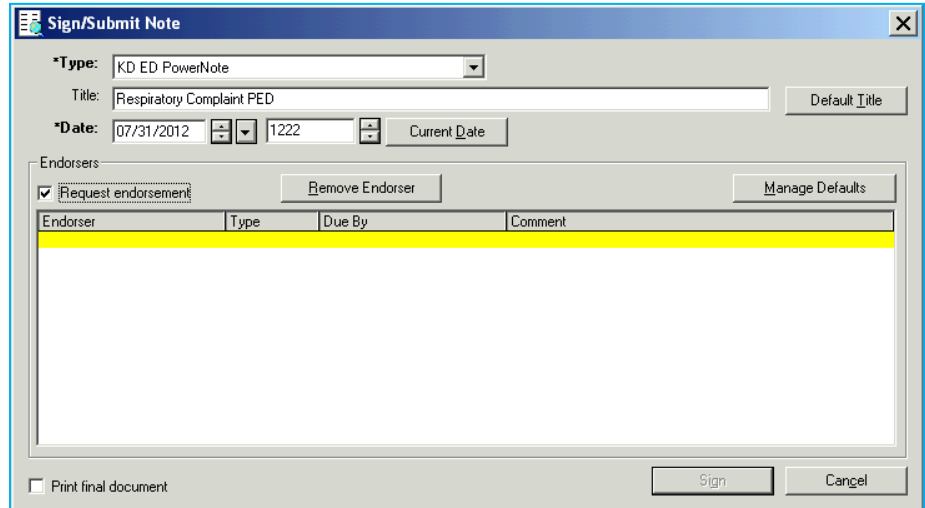 Sign/Submit Note
*Type: KD ED PowerNote
Title: Respiratory Complaint PED Default Title
*Date: 07/31/2012 1222 Current Date
Endorsers
Request endorsement Remove Endorser Manage Defaults
Endorser Type Due By Comment
Print final document Sign Cancel